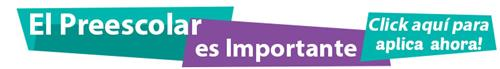 El Preescolar
es Importante
Click aquí para
aplica ahora!